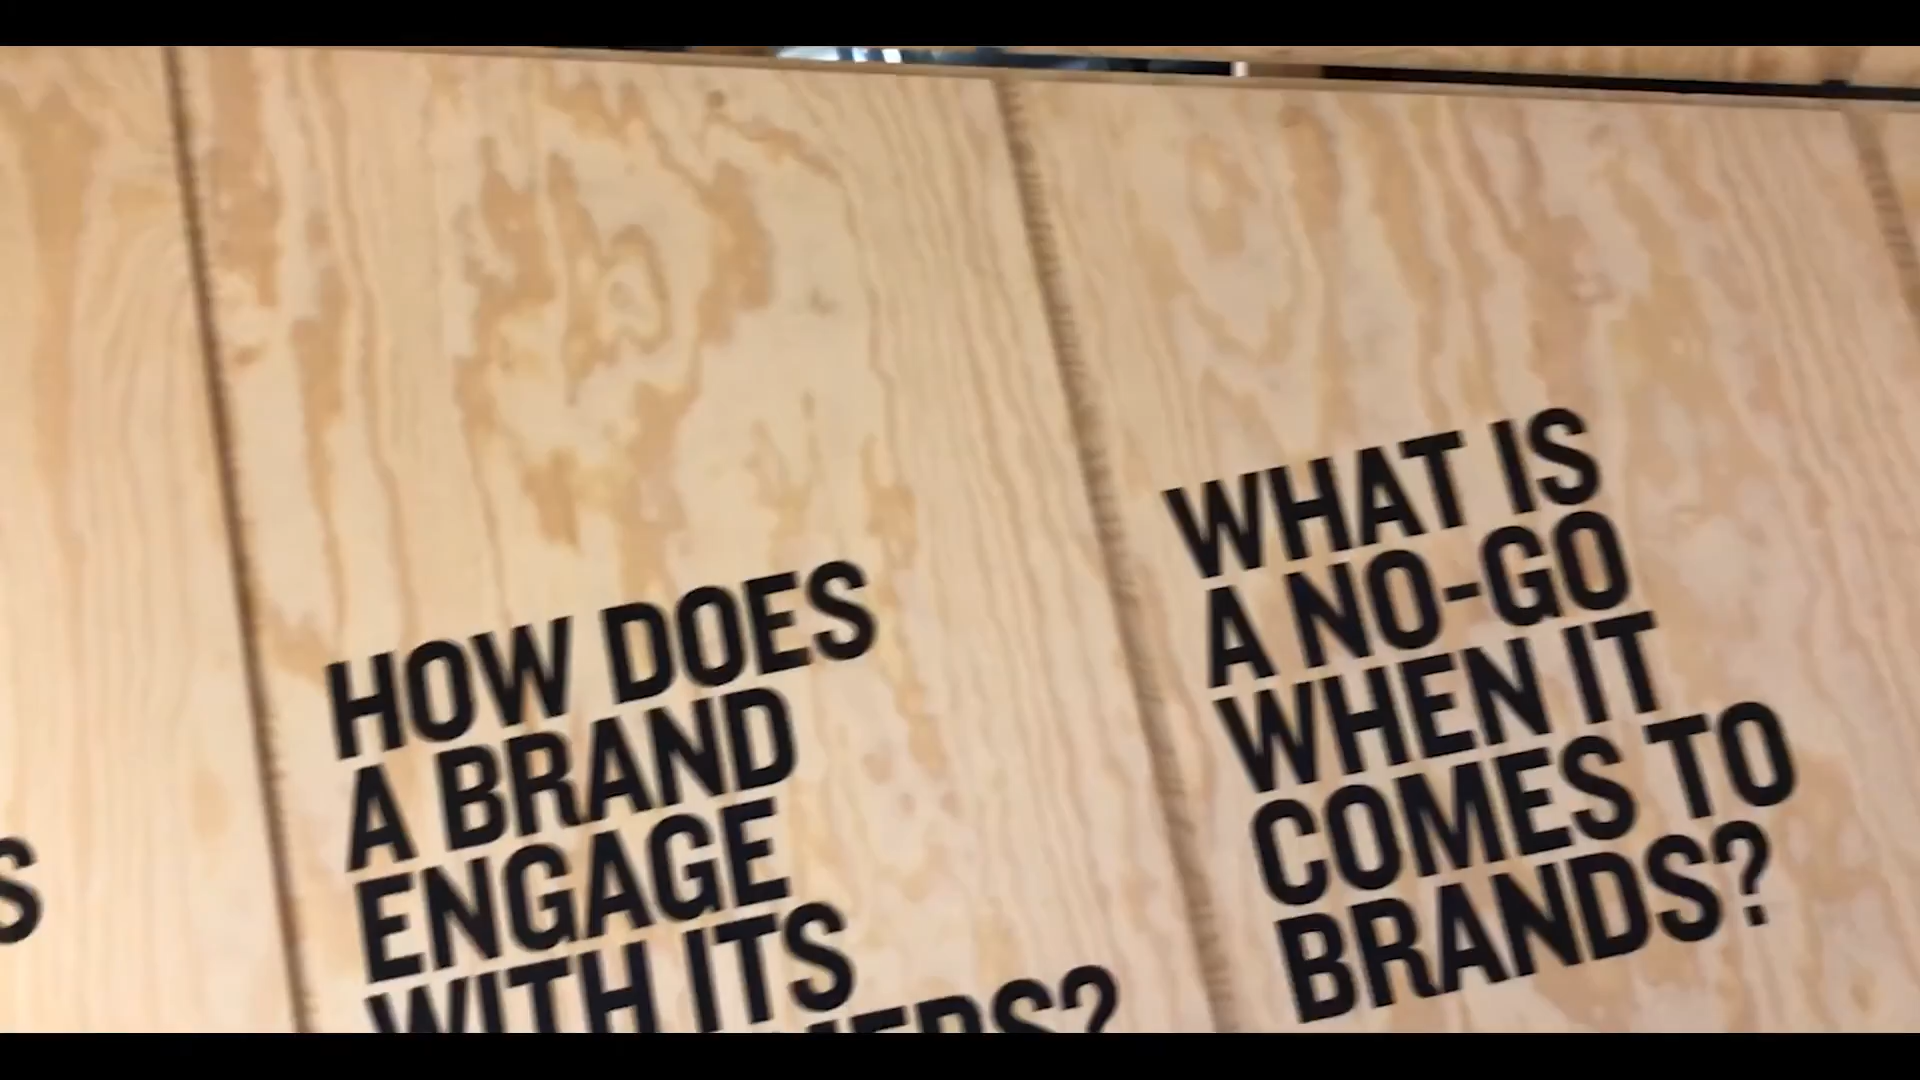 S
HOW DOES
A BRAND
ENGAGE
WITH ITS
WHAT IS
A NO-GO
WHEN IT
COMES TO
BRANDS?